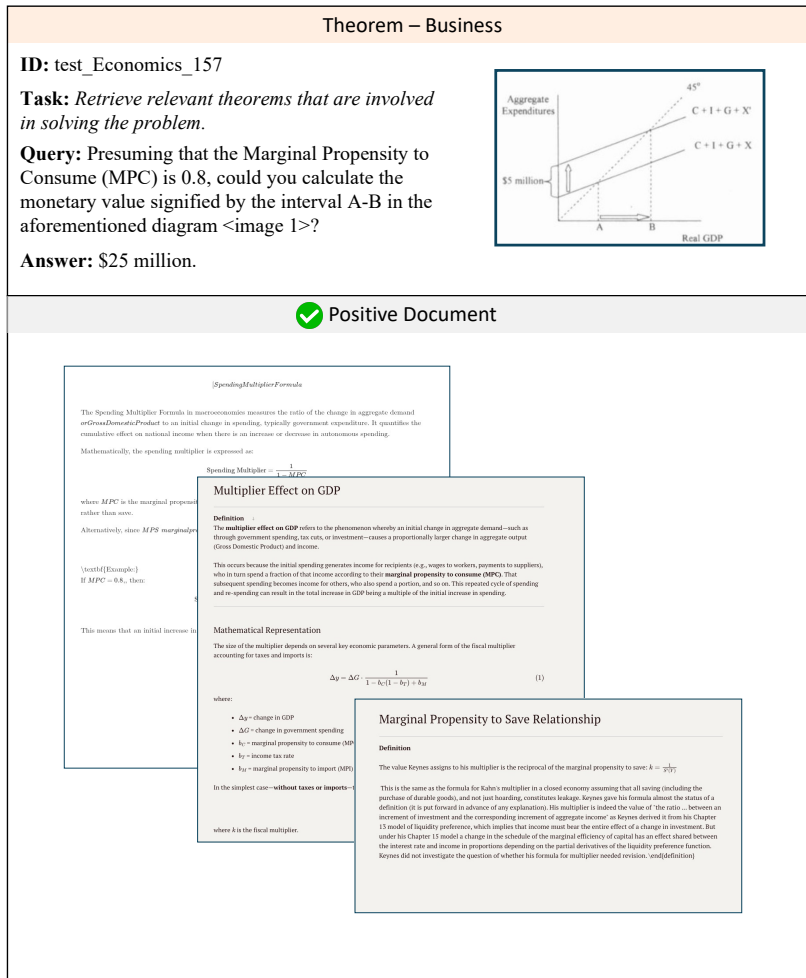 Theorem – Business
ID: test_Economics_157
Task: Retrieve relevant theorems that are involved
in solving the problem.
Query: Presuming that the Marginal Propensity to
Consume (MPC) is 0.8, could you calculate the
monetary value signified by the interval A-B in the
aforementioned diagram <image 1>?
Answer: $25 million.
Aggregate
Expenditures
45°
C + I + G + X'
C + I + G + X
$5 million
A
B
Real GDP
Positive Document
|SpendingMultiplierFormula
The Spending Multiplier Formula in macroeconomics measures the ratio of the change in aggregate demand
orGrossDomesticProduct to an initial change in spending, typically government expenditure. It quantifies the
cumulative effect on national income when there is an increase or decrease in autonomous spending.
Mathematically, the spending multiplier is expressed as:
Spending Multiplier = 1
1 − MPC
where MPC is the marginal propensit
rather than save.
Alternatively, since MPS marginalpr
\textbf{Example:}
If MPC = 0.8,, then:
This means that an initial increase in
Multiplier Effect on GDP
Definition
The multiplier effect on GDP refers to the phenomenon whereby an initial change in aggregate demand—such as
through government spending, tax cuts, or investment—causes a proportionally larger change in aggregate output
(Gross Domestic Product) and income.
This occurs because the initial spending generates income for recipients (e.g., wages to workers, payments to suppliers),
who in turn spend a fraction of that income according to their marginal propensity to consume (MPC). That
subsequent spending becomes income for others, who also spend a portion, and so on. This repeated cycle of spending
and re-spending can result in the total increase in GDP being a multiple of the initial increase in spending.
Mathematical Representation
The size of the multiplier depends on several key economic parameters. A general form of the fiscal multiplier
accounting for taxes and imports is:
Δy = ΔG · 1
1 − b_C(1 − b_T) + b_M (1)
where:
• Δy = change in GDP
• ΔG = change in government spending
• b_C = marginal propensity to consume (MP
• b_T = income tax rate
• b_M = marginal propensity to import (MPI)
In the simplest case—without taxes or imports—t
where k is the fiscal multiplier.
Marginal Propensity to Save Relationship
Definition
The value Keynes assigns to his multiplier is the reciprocal of the marginal propensity to save: k = 1/S'(Y)
This is the same as the formula for Kahn's multiplier in a closed economy assuming that all saving (including the
purchase of durable goods), and not just hoarding, constitutes leakage. Keynes gave his formula almost the status of a
definition (it is put forward in advance of any explanation). His multiplier is indeed the value of "the ratio ... between an
increment of investment and the corresponding increment of aggregate income" as Keynes derived it from his Chapter
13 model of liquidity preference, which implies that income must bear the entire effect of a change in investment. But
under his Chapter 15 model a change in the schedule of the marginal efficiency of capital has an effect shared between
the interest rate and income in proportions depending on the partial derivatives of the liquidity preference function.
Keynes did not investigate the question of whether his formula for multiplier needed revision. \end{definition}